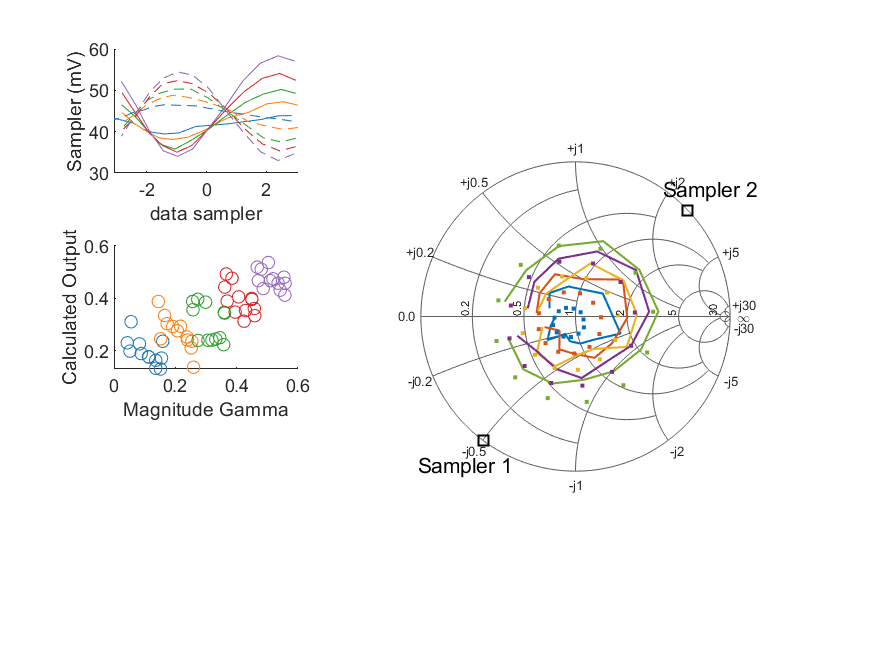 60
50
40
30
Sampler (mV)
-2 0 2
data sampler
0.6
0.4
0.2
Calculated Output
0 0.2 0.4 0.6
Magnitude Gamma
+j1
+j0.5
+j2
Sampler 2
+j0.2
+j5
0.0
0.2
0.5
1
2
5
30
+j30
∞
-j30
-j0.2
-j5
-j0.5
-j2
Sampler 1
-j1